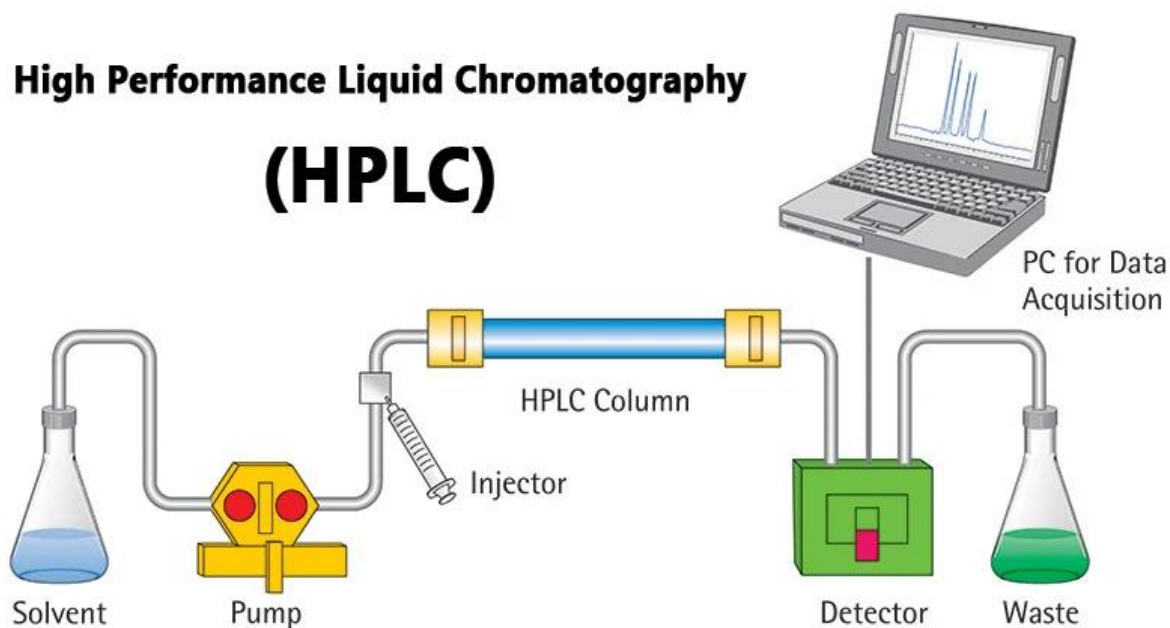 High Performance Liquid Chromatography
(HPLC)
PC for Data
Acquisition
HPLC Column
Injector
Solvent
Pump
Detector
Waste